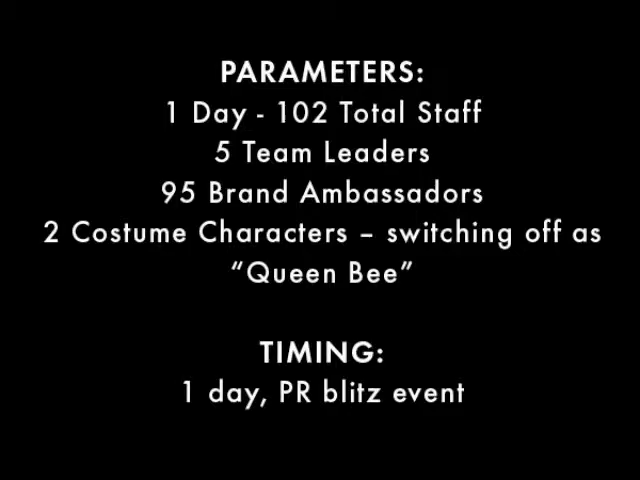 PARAMETERS:
1 Day - 102 Total Staff
5 Team Leaders
95 Brand Ambassadors
2 Costume Characters – switching off as
“Queen Bee”
TIMING:
1 day, PR blitz event